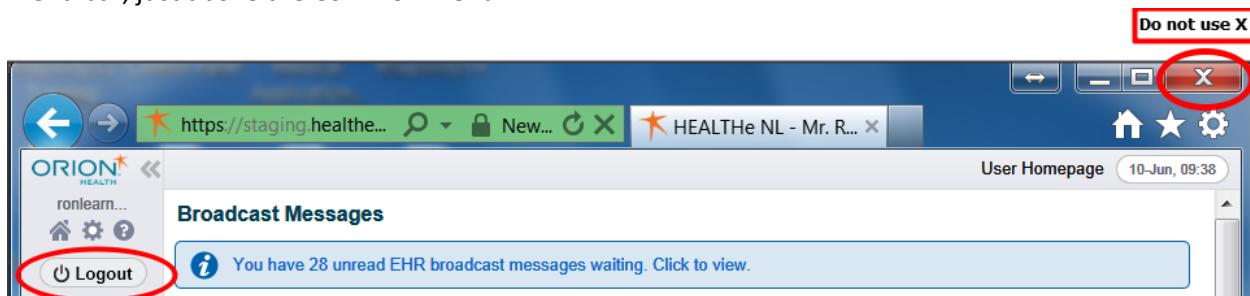 Do not use X
X
https://staging.healthe... New... HEALTHe NL - Mr. R...
ORION HEALTH
User Homepage 10-Jun, 09:38
ronlearn...
Broadcast Messages
You have 28 unread EHR broadcast messages waiting. Click to view.
Logout